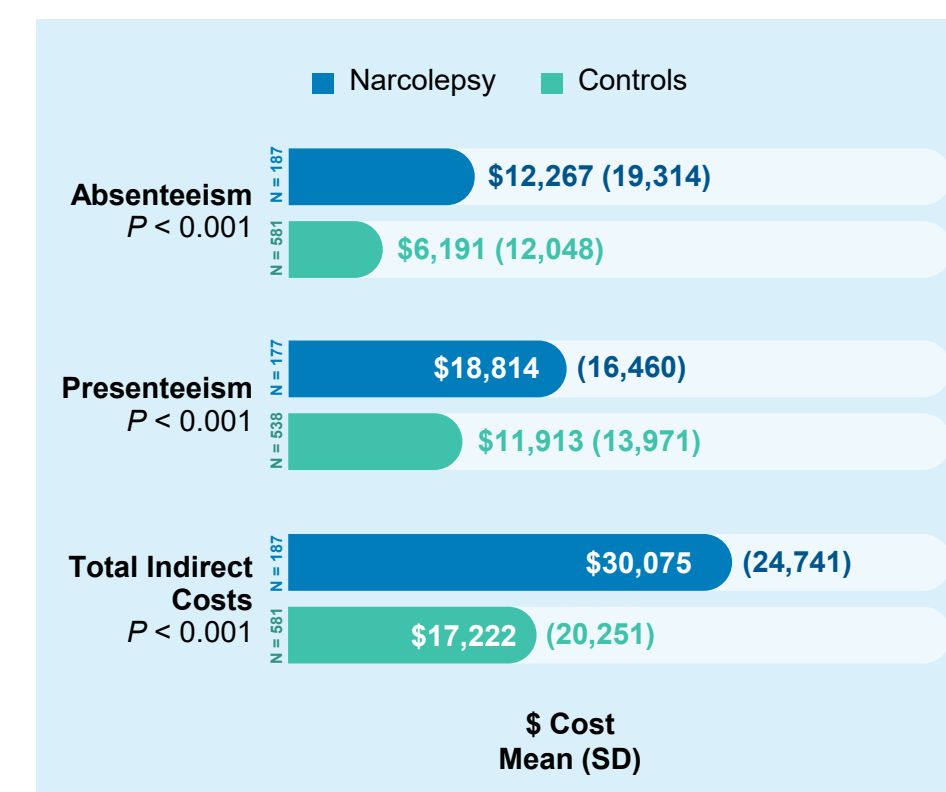 Narcolepsy Controls
Absenteeism
P < 0.001
N = 187
$12,267 (19,314)
N = 581
$6,191 (12,048)
Presenteeism
P < 0.001
N = 177
$18,814 (16,460)
N = 538
$11,913 (13,971)
Total Indirect
Costs
P < 0.001
N = 187
$30,075 (24,741)
N = 581
$17,222 (20,251)
$ Cost
Mean (SD)